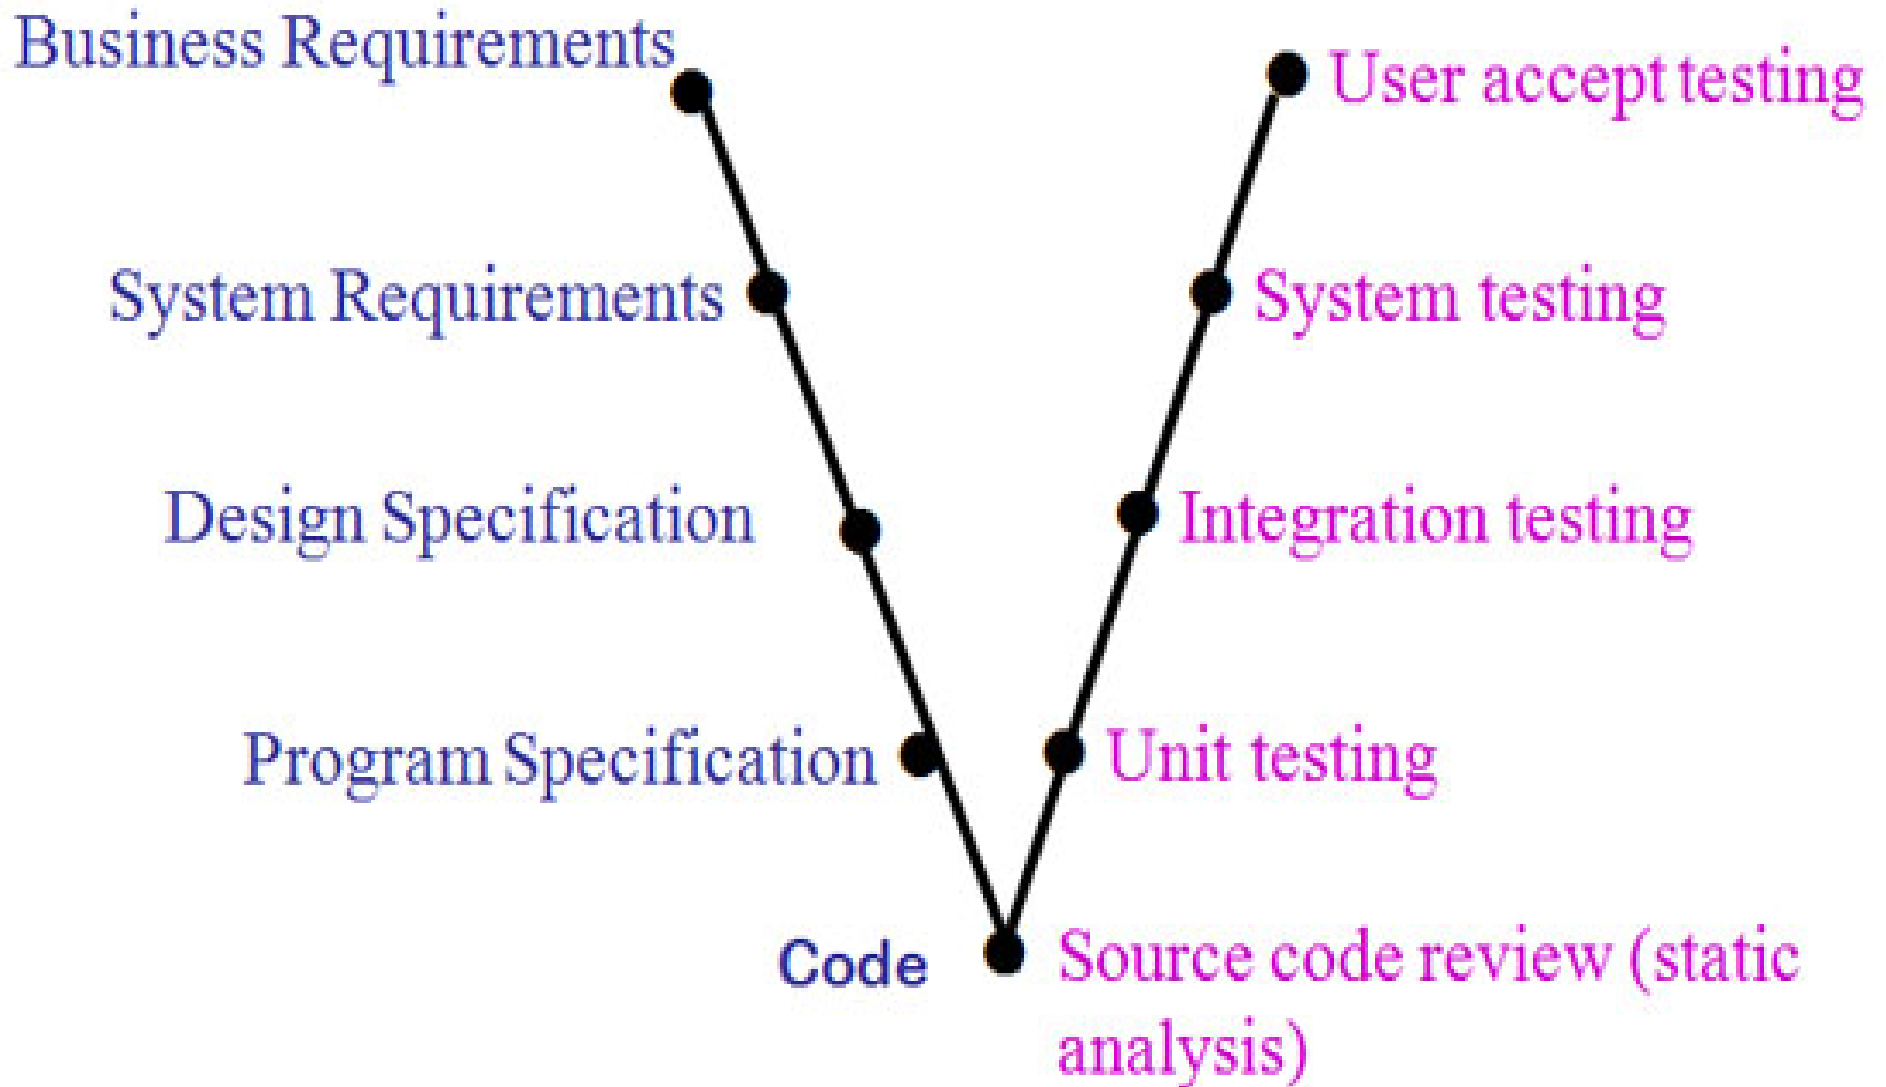 Business Requirements
User accept testing
System Requirements
System testing
Design Specification
Integration testing
Program Specification
Unit testing
Code
Source code review (static
analysis)